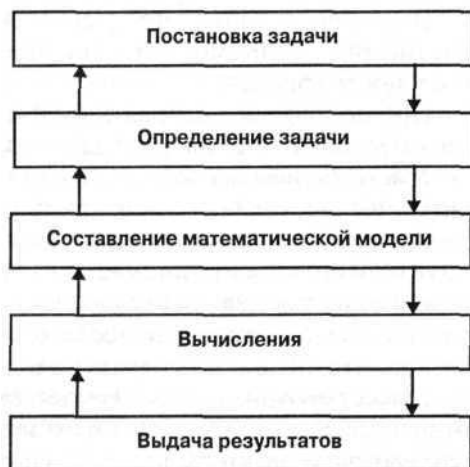 Постановка задачи
Определение задачи
Составление математической модели
Вычисления
Выдача результатов